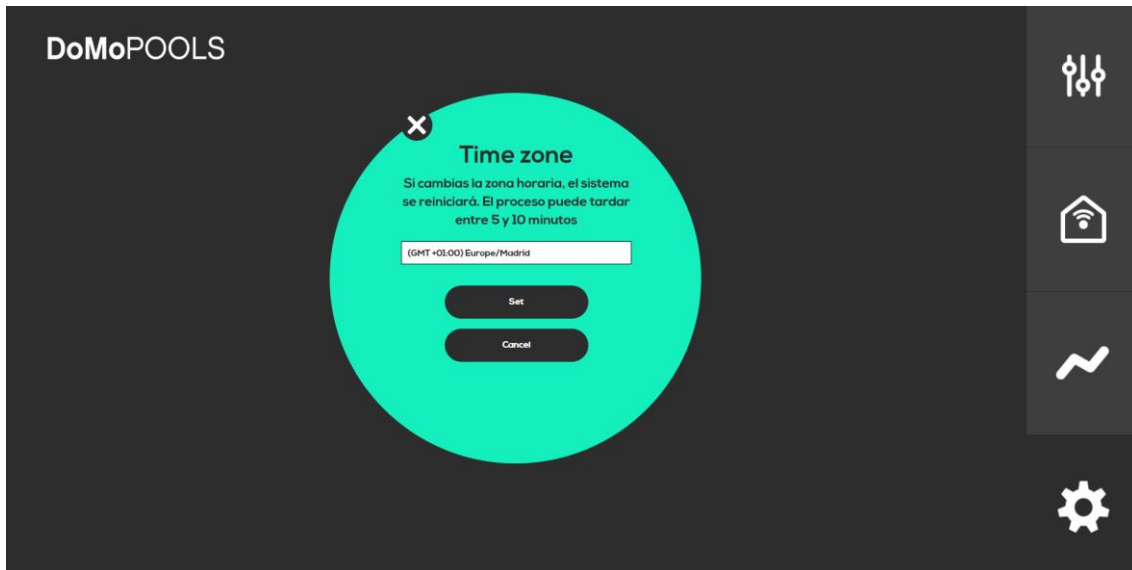 DoMoPOOLS
Time zone
Si cambias la zona horaria, el sistema
se reiniciará. El proceso puede tardar
entre 5 y 10 minutos
(GMT +01:00) Europe/Madrid
Set
Cancel